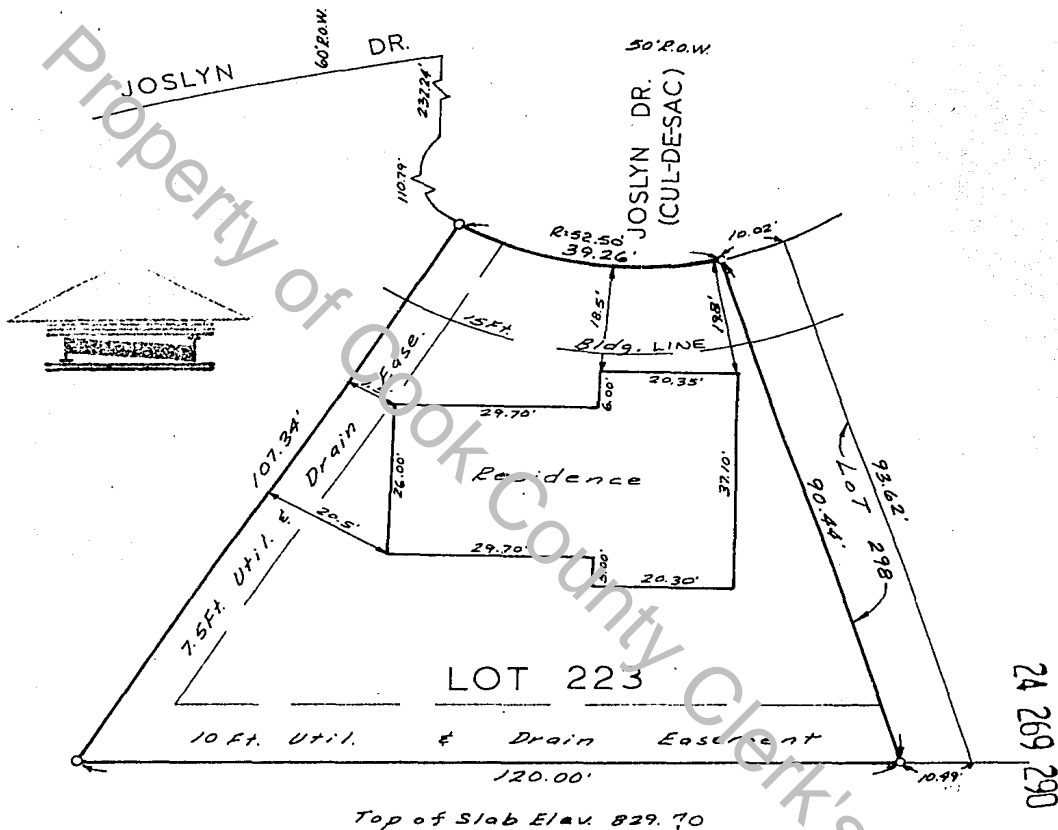 60' R.O.W.
JOSLYN DR.
237.24'
110.79'
50' R.O.W.
JOSLYN DR.
(CUL-DE-SAC)
R=52.50'
39.26'
10.02'
15 Ft.
Bldg. LINE
18.5'
19.8'
20.35'
6.00'
29.70'
Ease.
Drain
7.5 Ft. Util. &
107.34'
26.00'
20.5'
Residence
37.10'
29.70'
5.00'
20.30'
90.44'
93.62'
LOT 298
LOT 223
10 Ft. Util. & Drain Easement
120.00'
10.49'
Top of Slab Elev. 829.70
24 269 290
Property of Cook County Clerk's